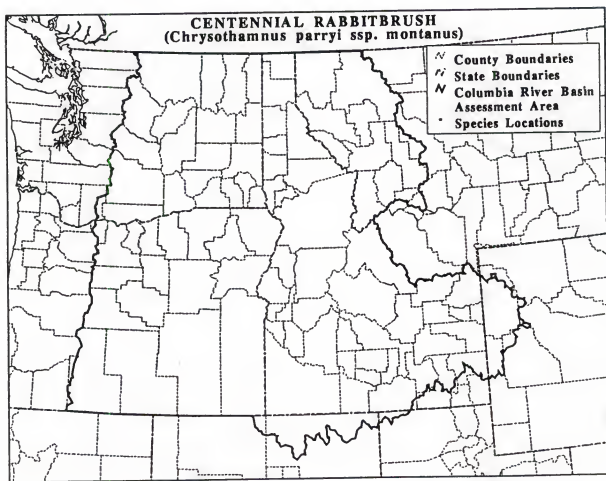 CENTENNIAL RABBITBRUSH
(Chrysothamnus parryi ssp. montanus)
County Boundaries
State Boundaries
Columbia River Basin
Assessment Area
Species Locations